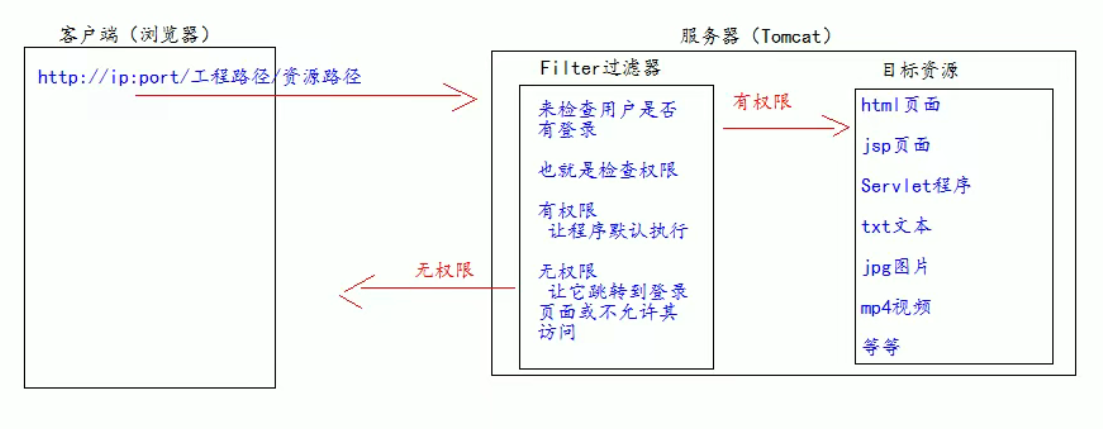 客户端（浏览器）
http://ip:port/工程路径/资源路径
服务器（Tomcat）
Filter过滤器
来检查用户是否
有登录
也就是检查权限
有权限
让程序默认执行
无权限
让它跳转到登录
页面或不允许其
访问
有权限
无权限
目标资源
html页面
jsp页面
Servlet程序
txt文本
jpg图片
mp4视频
等等